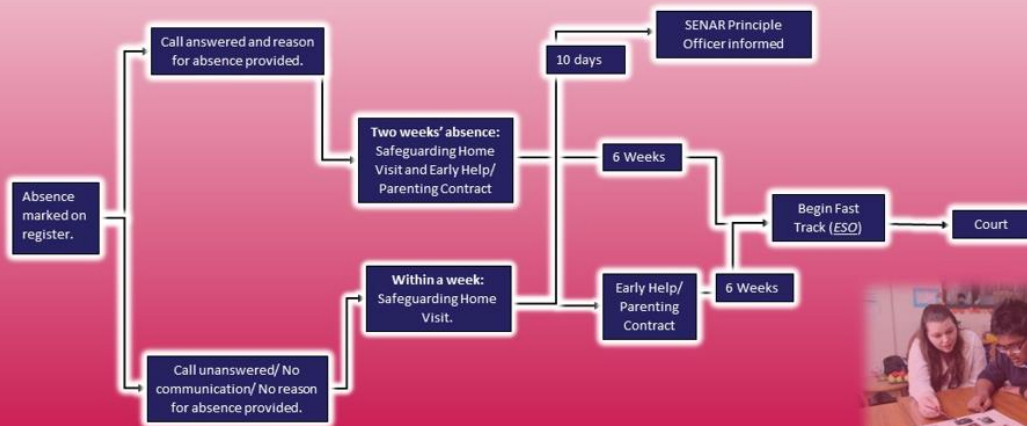 Call answered and reason
for absence provided.
SENAR Principle
Officer informed
10 days
Two weeks' absence:
Safeguarding Home
Visit and Early Help/
Parenting Contract
6 Weeks
Absence
marked on
register.
Begin Fast
Track (ESO)
Court
Within a week:
Safeguarding Home
Visit.
Early Help/
Parenting
Contract
6 Weeks
Call unanswered/ No
communication/ No reason
for absence provided.